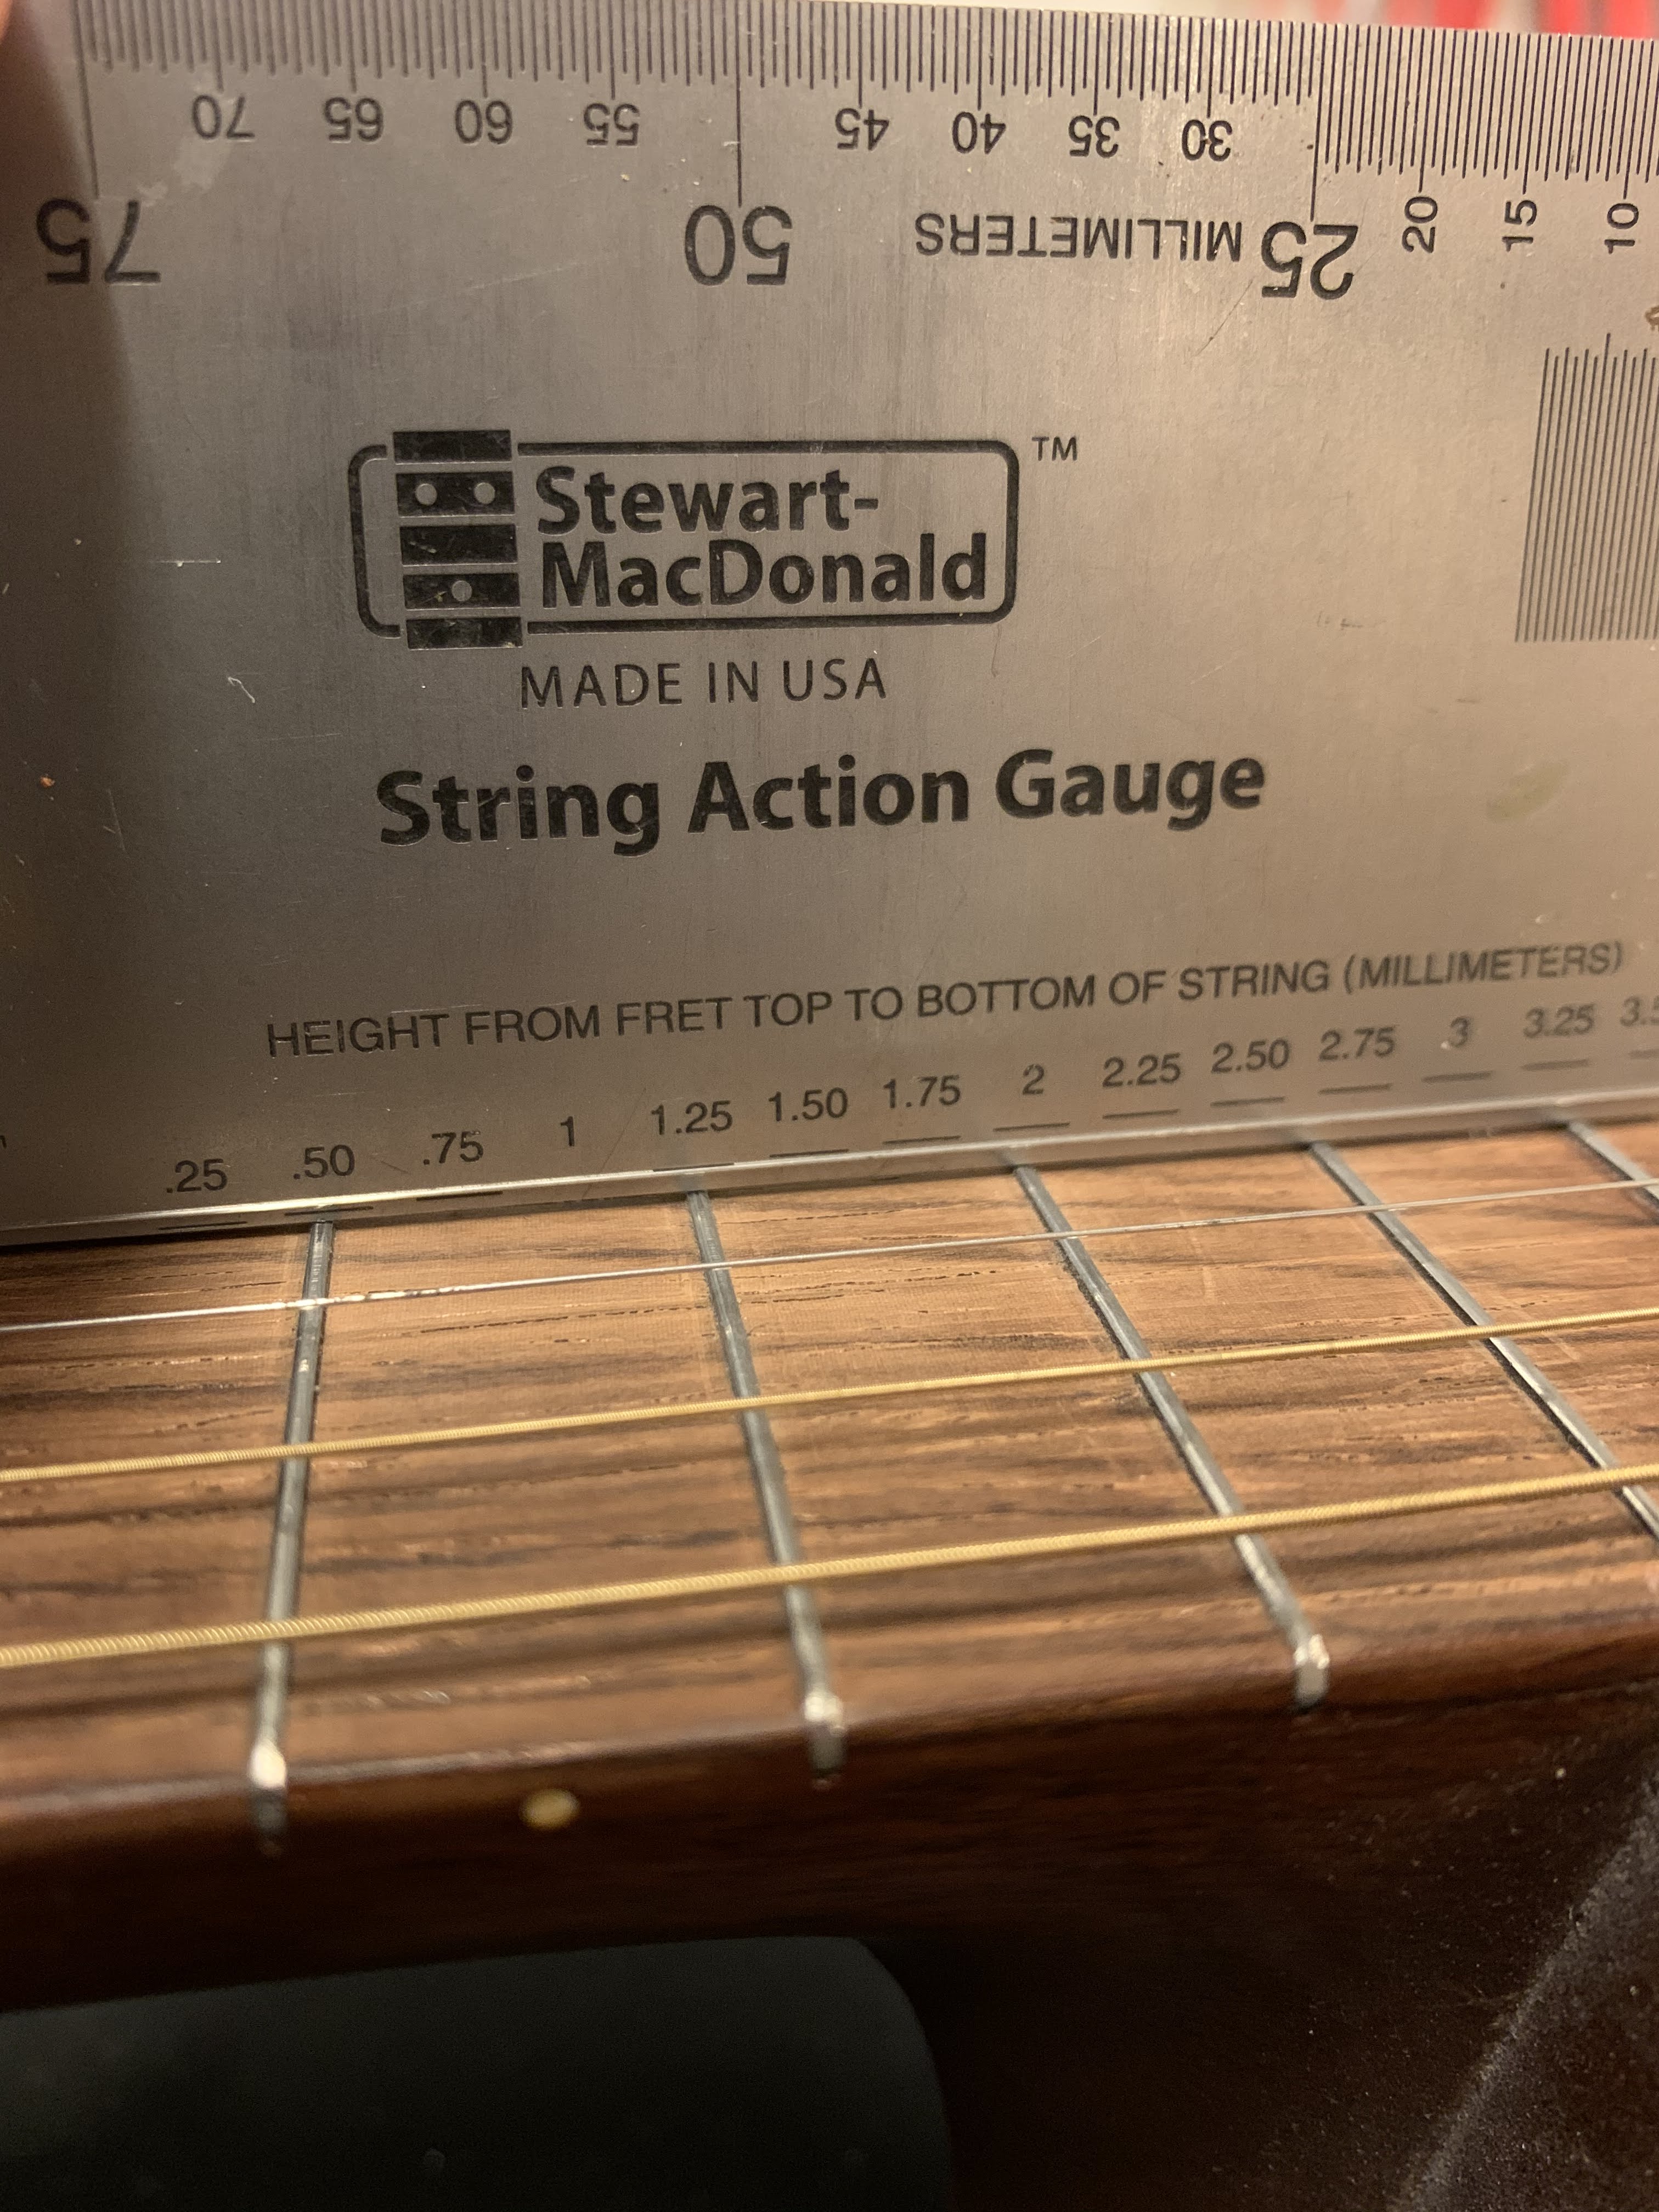 70 65 60 55 45 40 35 30
20 15 10
75 50 MILLIMETERS 25
Stewart-
MacDonald
TM
MADE IN USA
String Action Gauge
HEIGHT FROM FRET TOP TO BOTTOM OF STRING (MILLIMETERS)
.25 .50 .75 1 1.25 1.50 1.75 2 2.25 2.50 2.75 3 3.25